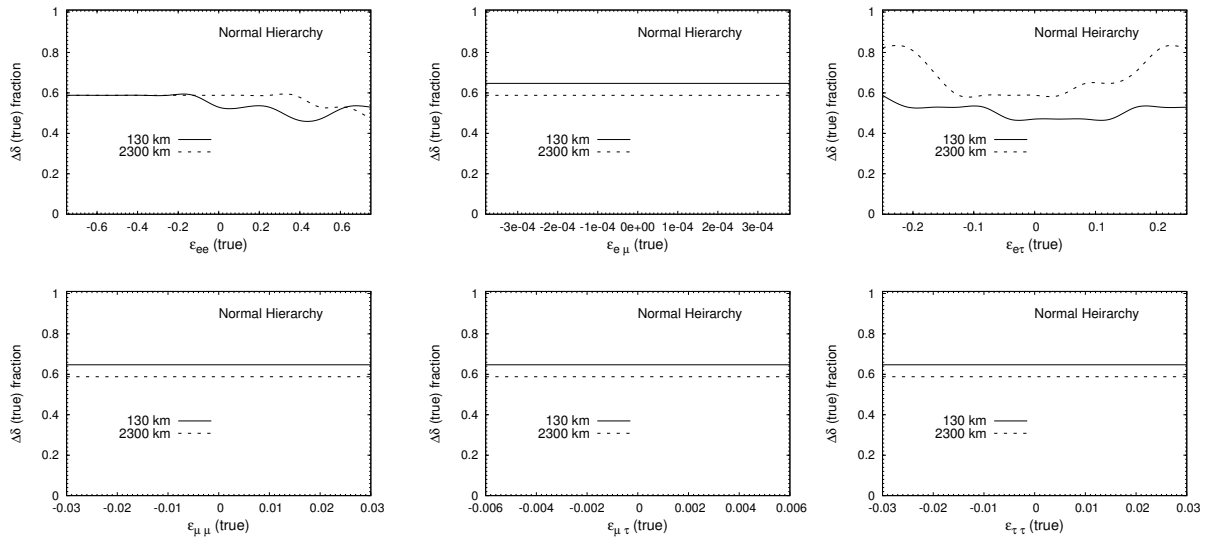 Normal Hierarchy
Δδ (true) fraction
1
0.8
0.6
0.4
0.2
0
130 km
2300 km
-0.6 -0.4 -0.2 0 0.2 0.4 0.6
εee (true)
Normal Hierarchy
Δδ (true) fraction
1
0.8
0.6
0.4
0.2
0
130 km
2300 km
-3e-04 -2e-04 -1e-04 0e+00 1e-04 2e-04 3e-04
εe μ (true)
Normal Heirarchy
Δδ (true) fraction
1
0.8
0.6
0.4
0.2
0
130 km
2300 km
-0.2 -0.1 0 0.1 0.2
εeτ (true)
Normal Hierarchy
Δδ (true) fraction
1
0.8
0.6
0.4
0.2
0
130 km
2300 km
-0.03 -0.02 -0.01 0 0.01 0.02 0.03
εμ μ (true)
Normal Heirarchy
Δδ (true) fraction
1
0.8
0.6
0.4
0.2
0
130 km
2300 km
-0.006 -0.004 -0.002 0 0.002 0.004 0.006
εμ τ (true)
Normal Heirarchy
Δδ (true) fraction
1
0.8
0.6
0.4
0.2
0
130 km
2300 km
-0.03 -0.02 -0.01 0 0.01 0.02 0.03
ετ τ (true)